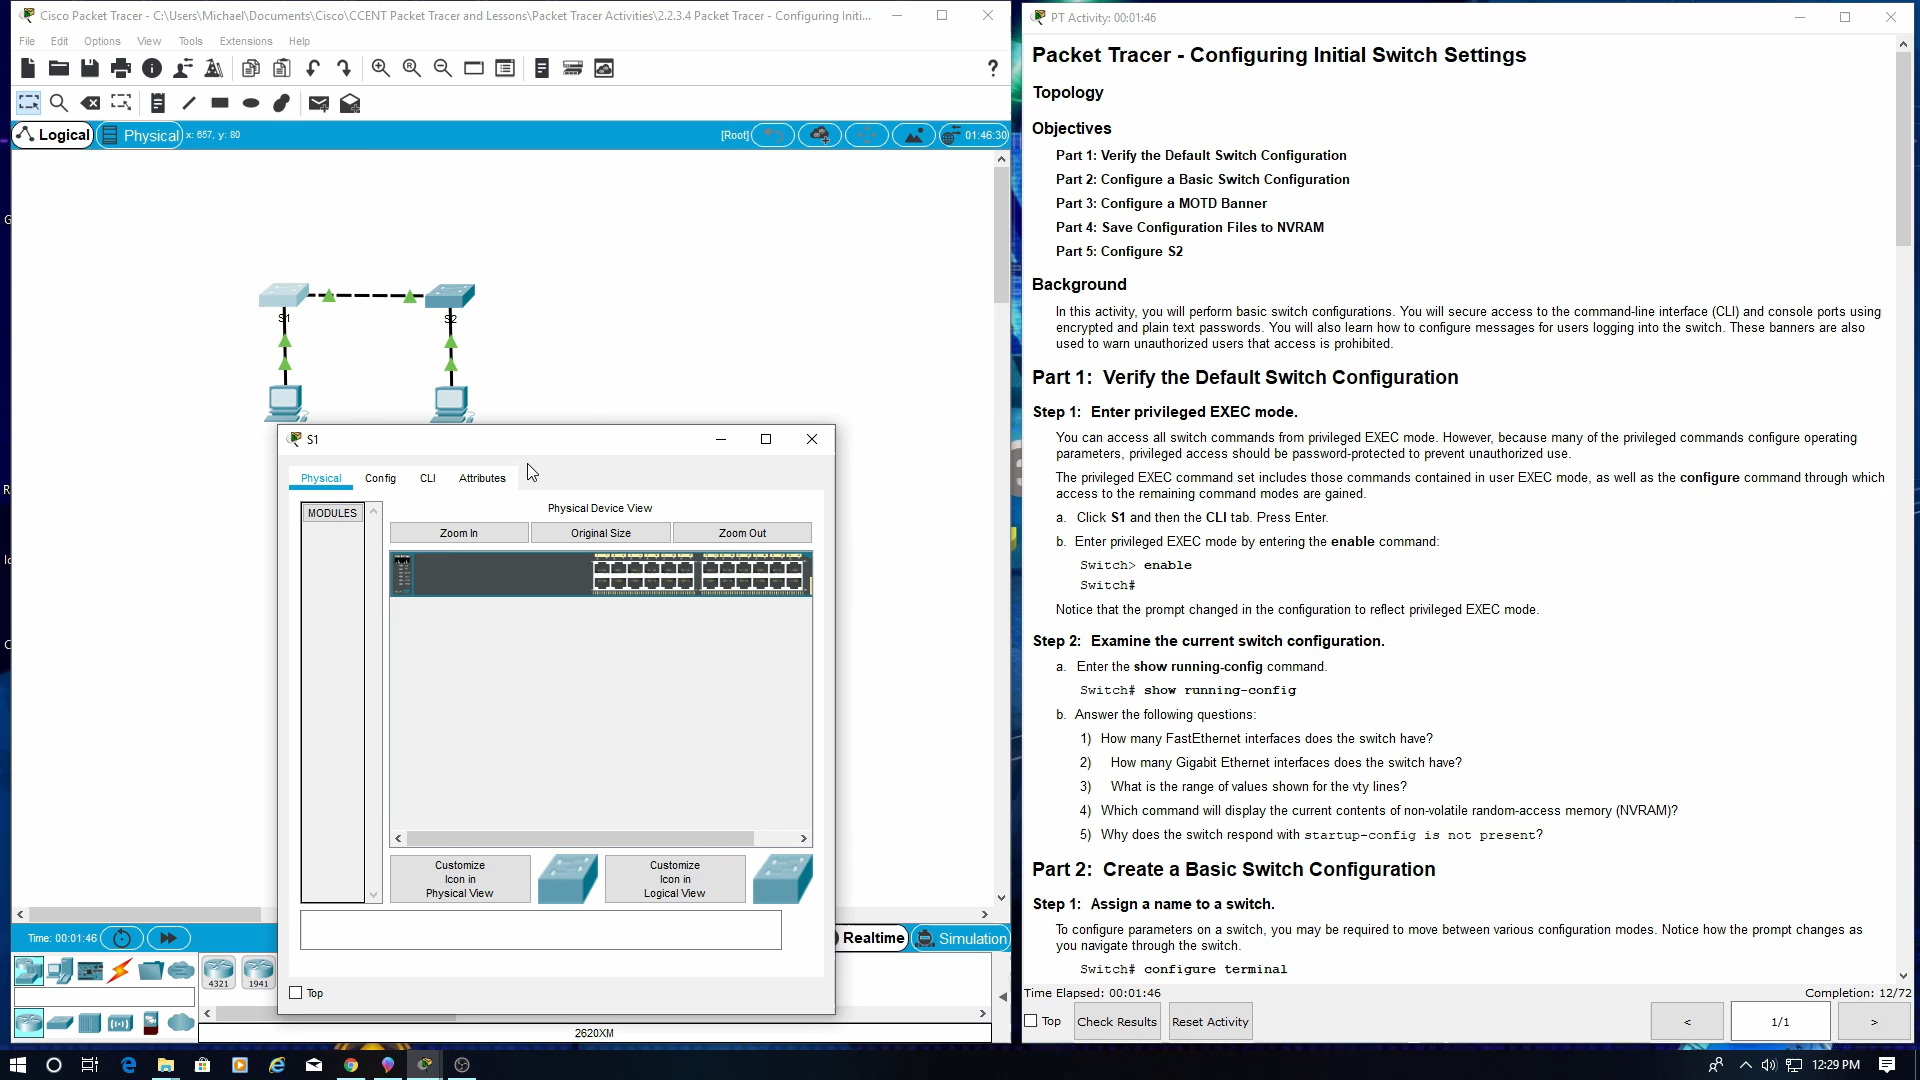 Cisco Packet Tracer - C:\Users\Michael\Documents\Cisco\CCENT Packet Tracer and Lessons\Packet Tracer Activities\2.2.3.4 Packet Tracer - Configuring Initi...
File Edit Options View Tools Extensions Help
Logical Physical x: 657, y: 80 [Root] 01:46:30
S1 S2
S1
Physical Config CLI Attributes
MODULES
Physical Device View
Zoom In Original Size Zoom Out
Customize
Icon in
Physical View
Customize
Icon in
Logical View
Top
Time: 00:01:46 Realtime Simulation
4321 1941
2620XM
PT Activity: 00:01:46
Packet Tracer - Configuring Initial Switch Settings
Topology
Objectives
Part 1: Verify the Default Switch Configuration
Part 2: Configure a Basic Switch Configuration
Part 3: Configure a MOTD Banner
Part 4: Save Configuration Files to NVRAM
Part 5: Configure S2
Background
In this activity, you will perform basic switch configurations. You will secure access to the command-line interface (CLI) and console ports using
encrypted and plain text passwords. You will also learn how to configure messages for users logging into the switch. These banners are also
used to warn unauthorized users that access is prohibited.
Part 1: Verify the Default Switch Configuration
Step 1: Enter privileged EXEC mode.
You can access all switch commands from privileged EXEC mode. However, because many of the privileged commands configure operating
parameters, privileged access should be password-protected to prevent unauthorized use.
The privileged EXEC command set includes those commands contained in user EXEC mode, as well as the configure command through which
access to the remaining command modes are gained.
a. Click S1 and then the CLI tab. Press Enter.
b. Enter privileged EXEC mode by entering the enable command:
Switch> enable
Switch#
Notice that the prompt changed in the configuration to reflect privileged EXEC mode.
Step 2: Examine the current switch configuration.
a. Enter the show running-config command.
Switch# show running-config
b. Answer the following questions:
1) How many FastEthernet interfaces does the switch have?
2) How many Gigabit Ethernet interfaces does the switch have?
3) What is the range of values shown for the vty lines?
4) Which command will display the current contents of non-volatile random-access memory (NVRAM)?
5) Why does the switch respond with startup-config is not present?
Part 2: Create a Basic Switch Configuration
Step 1: Assign a name to a switch.
To configure parameters on a switch, you may be required to move between various configuration modes. Notice how the prompt changes as
you navigate through the switch.
Switch# configure terminal
Time Elapsed: 00:01:46 Completion: 12/72
Top Check Results Reset Activity < 1/1 >
12:29 PM